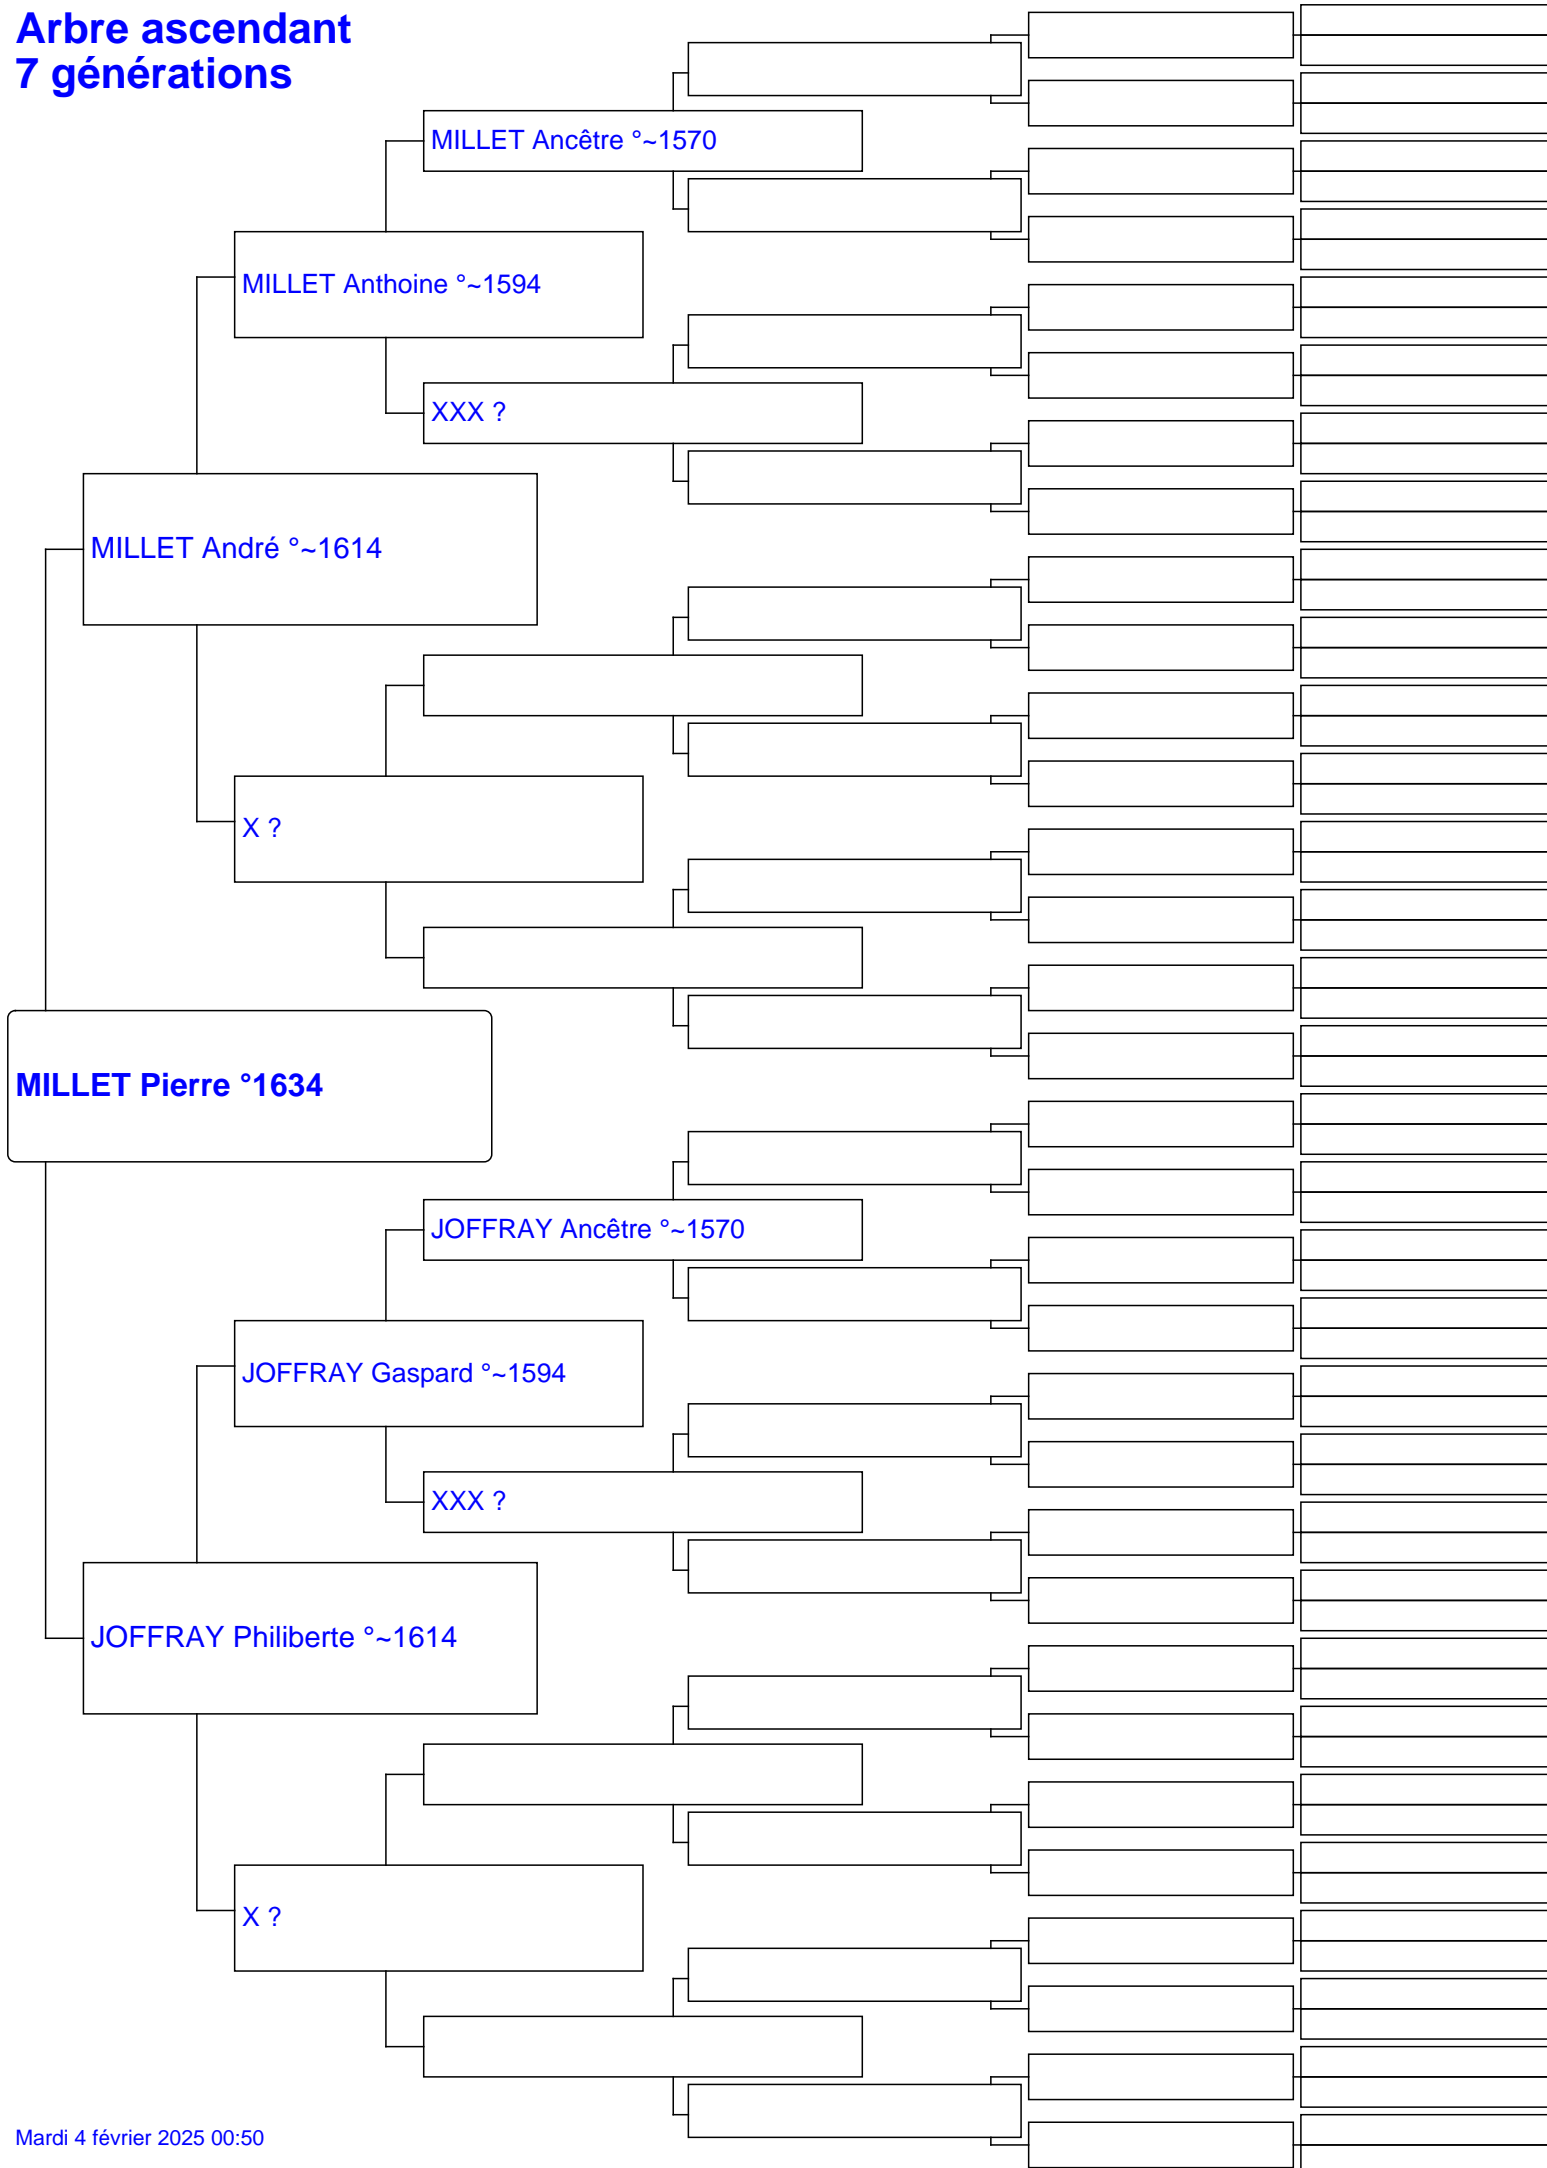 Arbre ascendant
7 générations
MILLET Ancêtre °~1570
MILLET Anthoine °~1594
XXX ?
MILLET André °~1614
X ?
MILLET Pierre °1634
JOFFRAY Ancêtre °~1570
JOFFRAY Gaspard °~1594
XXX ?
JOFFRAY Philiberte °~1614
X ?
Mardi 4 février 2025 00:50